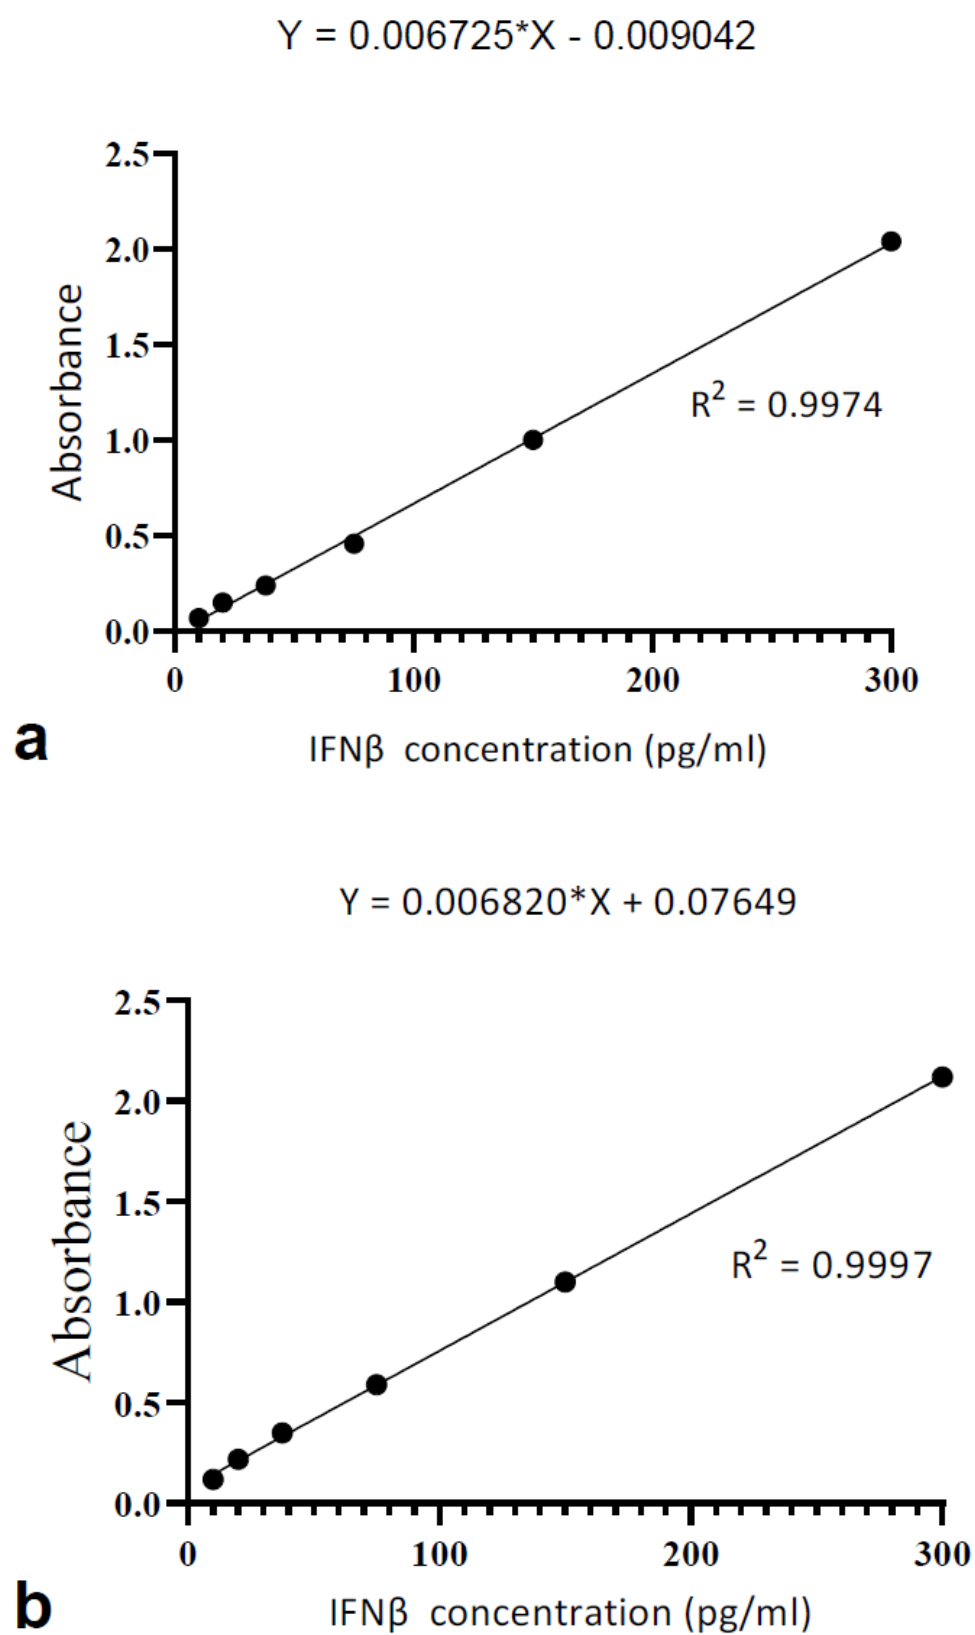 Y = 0.006725*X - 0.009042
2.5
2.0
1.5
1.0
0.5
0.0
Absorbance
R² = 0.9974
0 100 200 300
IFNβ concentration (pg/ml)
a
Y = 0.006820*X + 0.07649
2.5
2.0
1.5
1.0
0.5
0.0
Absorbance
R² = 0.9997
0 100 200 300
IFNβ concentration (pg/ml)
b